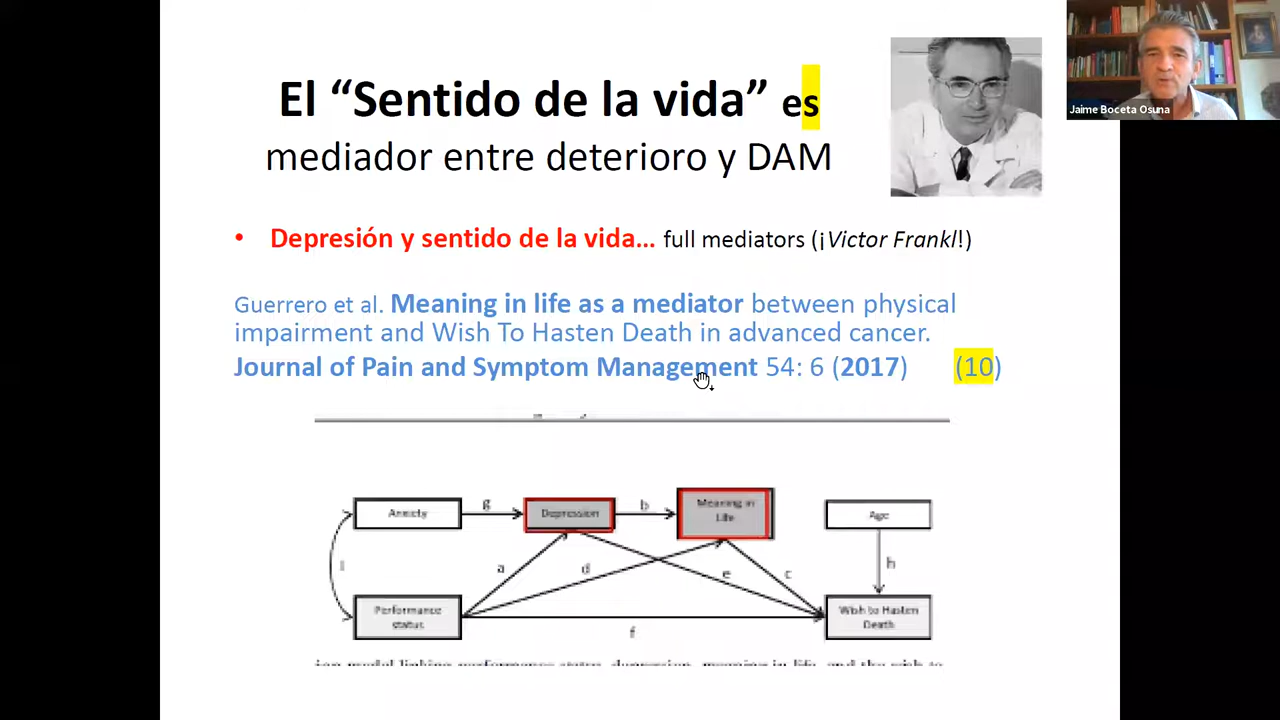 El “Sentido de la vida” es
mediador entre deterioro y DAM
Jaime Boceta Osuna
• Depresión y sentido de la vida... full mediators (¡Victor Frankl!)
Guerrero et al. Meaning in life as a mediator between physical
impairment and Wish To Hasten Death in advanced cancer.
Journal of Pain and Symptom Management 54: 6 (2017) (10)
Anxiety
g
Depression
b
Meaning in
Life
Age
a
d
e
c
h
Performance
status
f
Wish to Hasten
Death